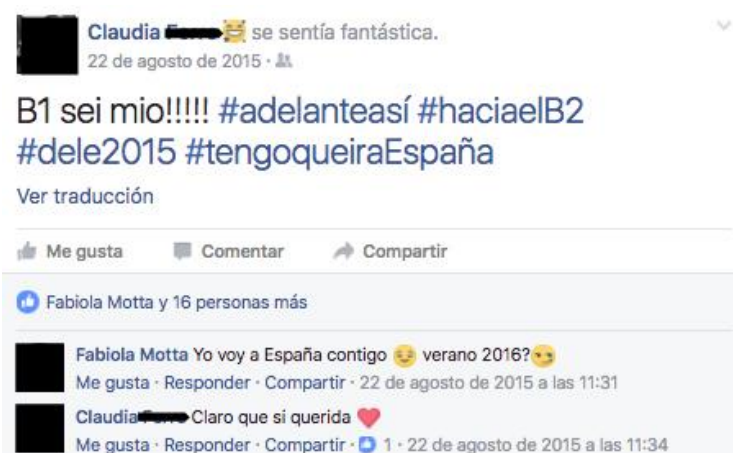 Claudia se sentía fantástica.
22 de agosto de 2015 ·
B1 sei mio!!!!! #adelanteasí #haciaelB2
#dele2015 #tengoqueiraEspaña
Ver traducción
Me gusta Comentar Compartir
Fabiola Motta y 16 personas más
Fabiola Motta Yo voy a España contigo 😏 verano 2016?😏
Me gusta · Responder · Compartir · 22 de agosto de 2015 a las 11:31
Claudia Claro que si querida ❤
Me gusta · Responder · Compartir · 1 · 22 de agosto de 2015 a las 11:34